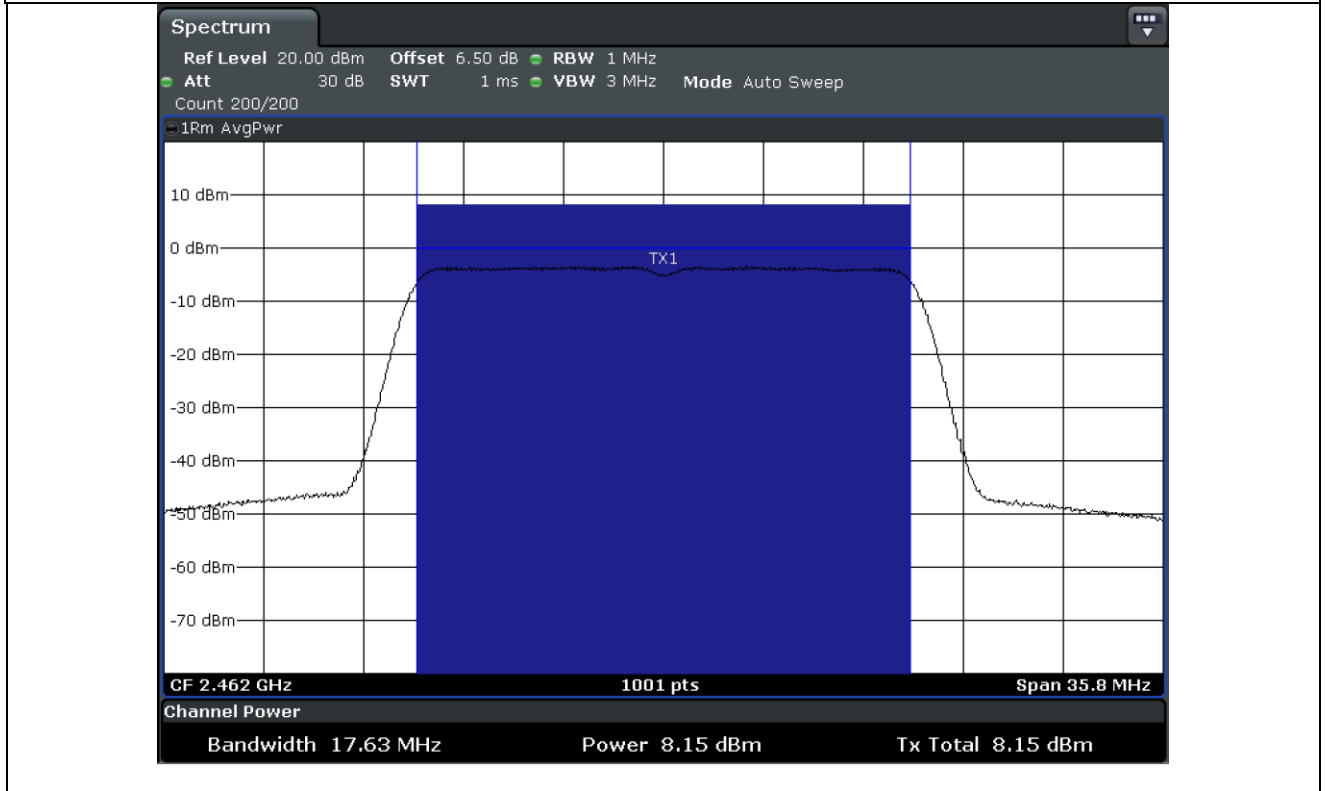 Spectrum
Ref Level 20.00 dBm Offset 6.50 dB RBW 1 MHz
Att 30 dB SWT 1 ms VBW 3 MHz Mode Auto Sweep
Count 200/200
1Rm AvgPwr
10 dBm
0 dBm
TX1
-10 dBm
-20 dBm
-30 dBm
-40 dBm
-50 dBm
-60 dBm
-70 dBm
CF 2.462 GHz 1001 pts Span 35.8 MHz
Channel Power
Bandwidth 17.63 MHz Power 8.15 dBm Tx Total 8.15 dBm